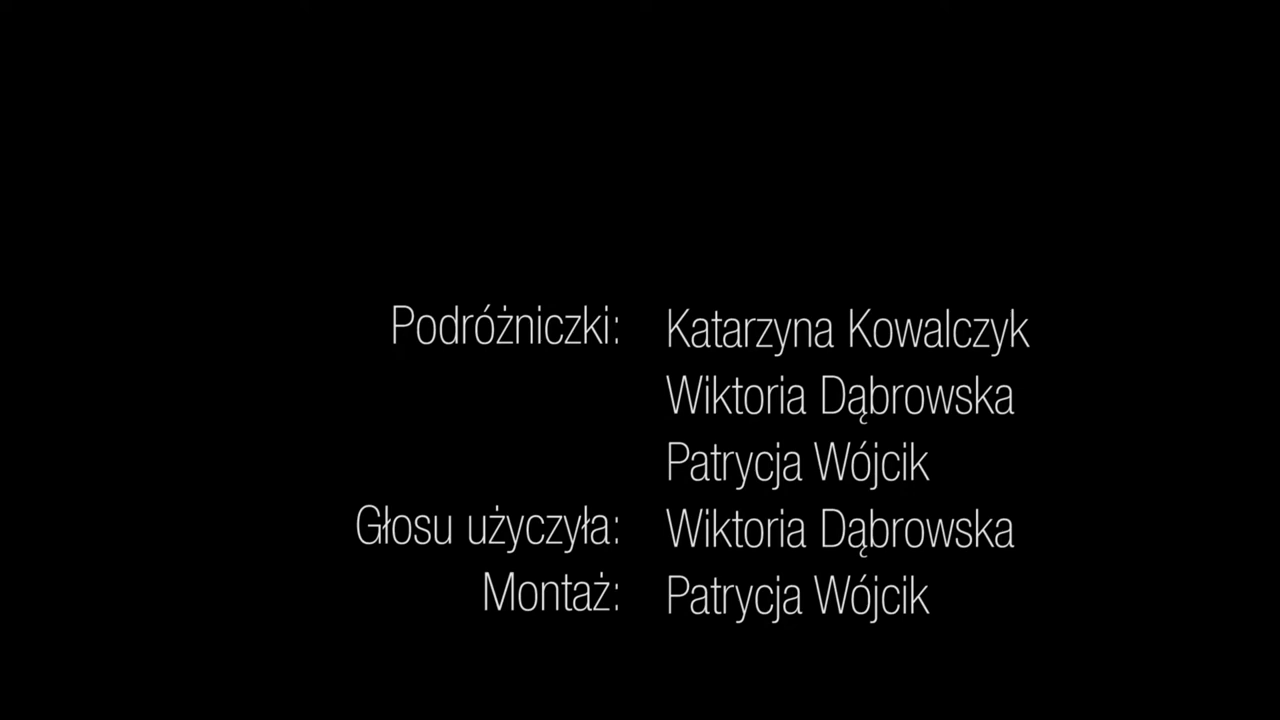 Podróżniczki: Katarzyna Kowalczyk
Wiktoria Dąbrowska
Patrycja Wójcik
Głosu użyczyła: Wiktoria Dąbrowska
Montaż: Patrycja Wójcik